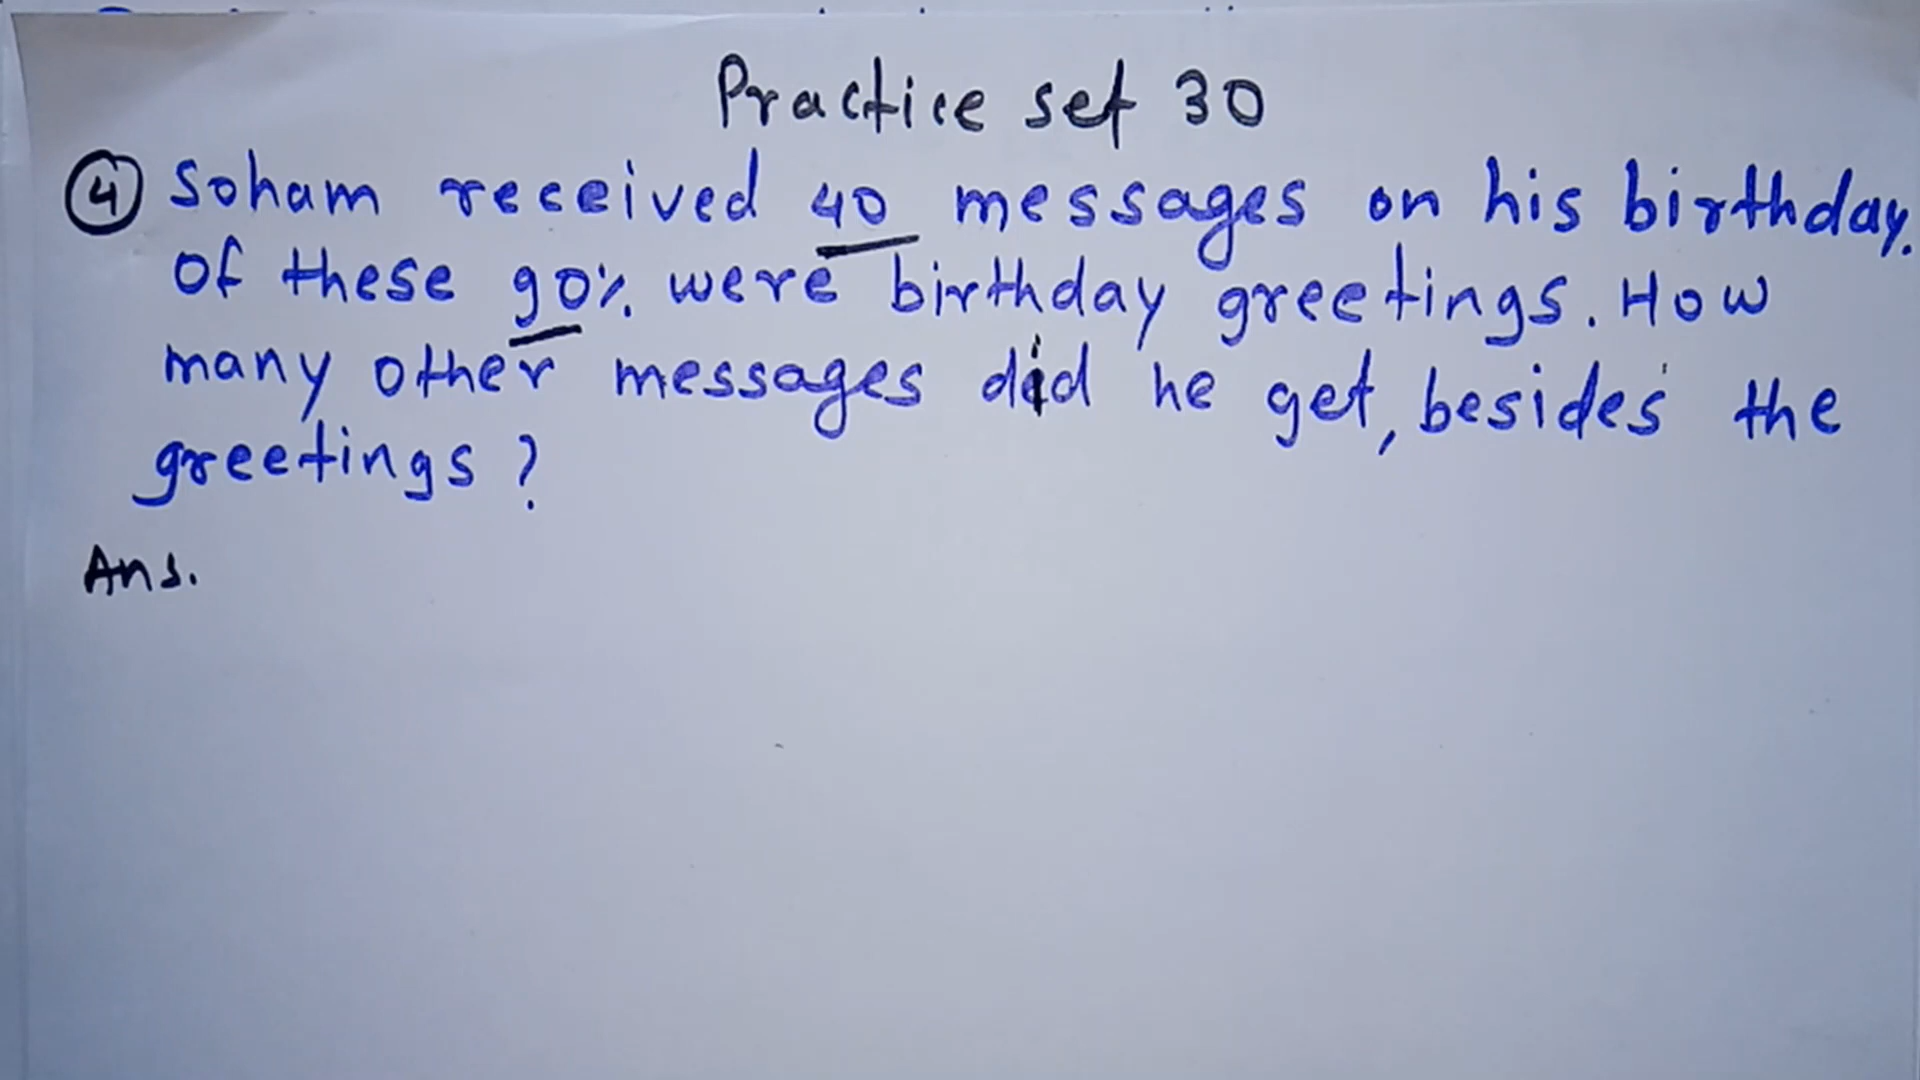 Practice set 30
4 Soham received 40 messages on his birthday.
Of these 90% were birthday greetings. How
many other messages did he get, besides the
greetings?
Ans.